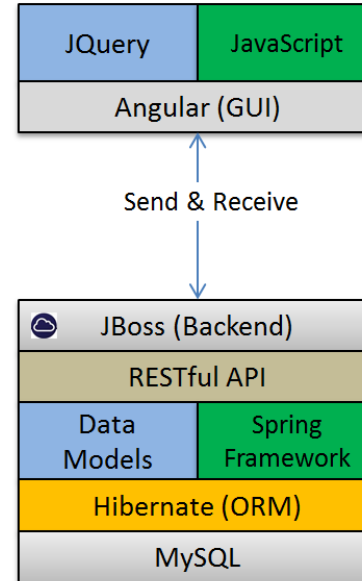 JQuery
JavaScript
Angular (GUI)
Send & Receive
JBoss (Backend)
RESTful API
Data
Models
Spring
Framework
Hibernate (ORM)
MySQL